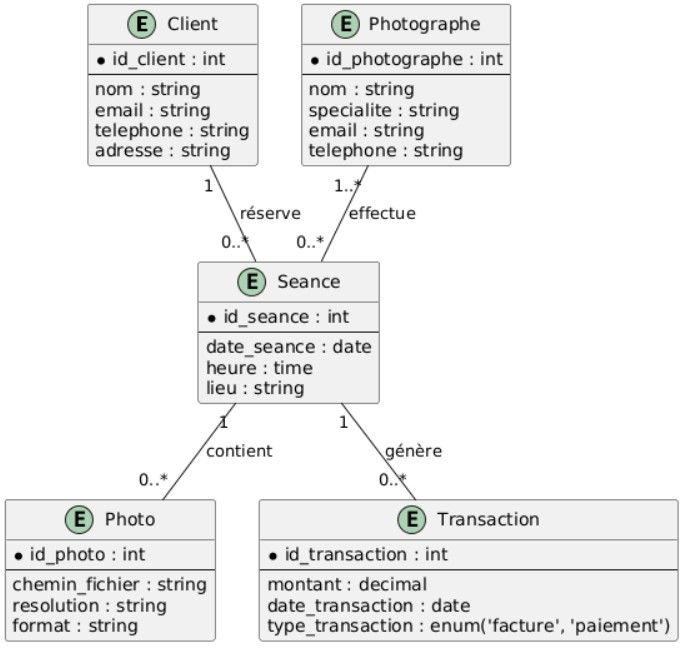 E Client
* id_client : int
nom : string
email : string
telephone : string
adresse : string
E Photographe
* id_photographe : int
nom : string
specialite : string
email : string
telephone : string
1
1..*
réserve
effectue
0..*
0..*
E Seance
* id_seance : int
date_seance : date
heure : time
lieu : string
1
1
contient
génère
0..*
0..*
E Photo
* id_photo : int
chemin_fichier : string
resolution : string
format : string
E Transaction
* id_transaction : int
montant : decimal
date_transaction : date
type_transaction : enum('facture', 'paiement')